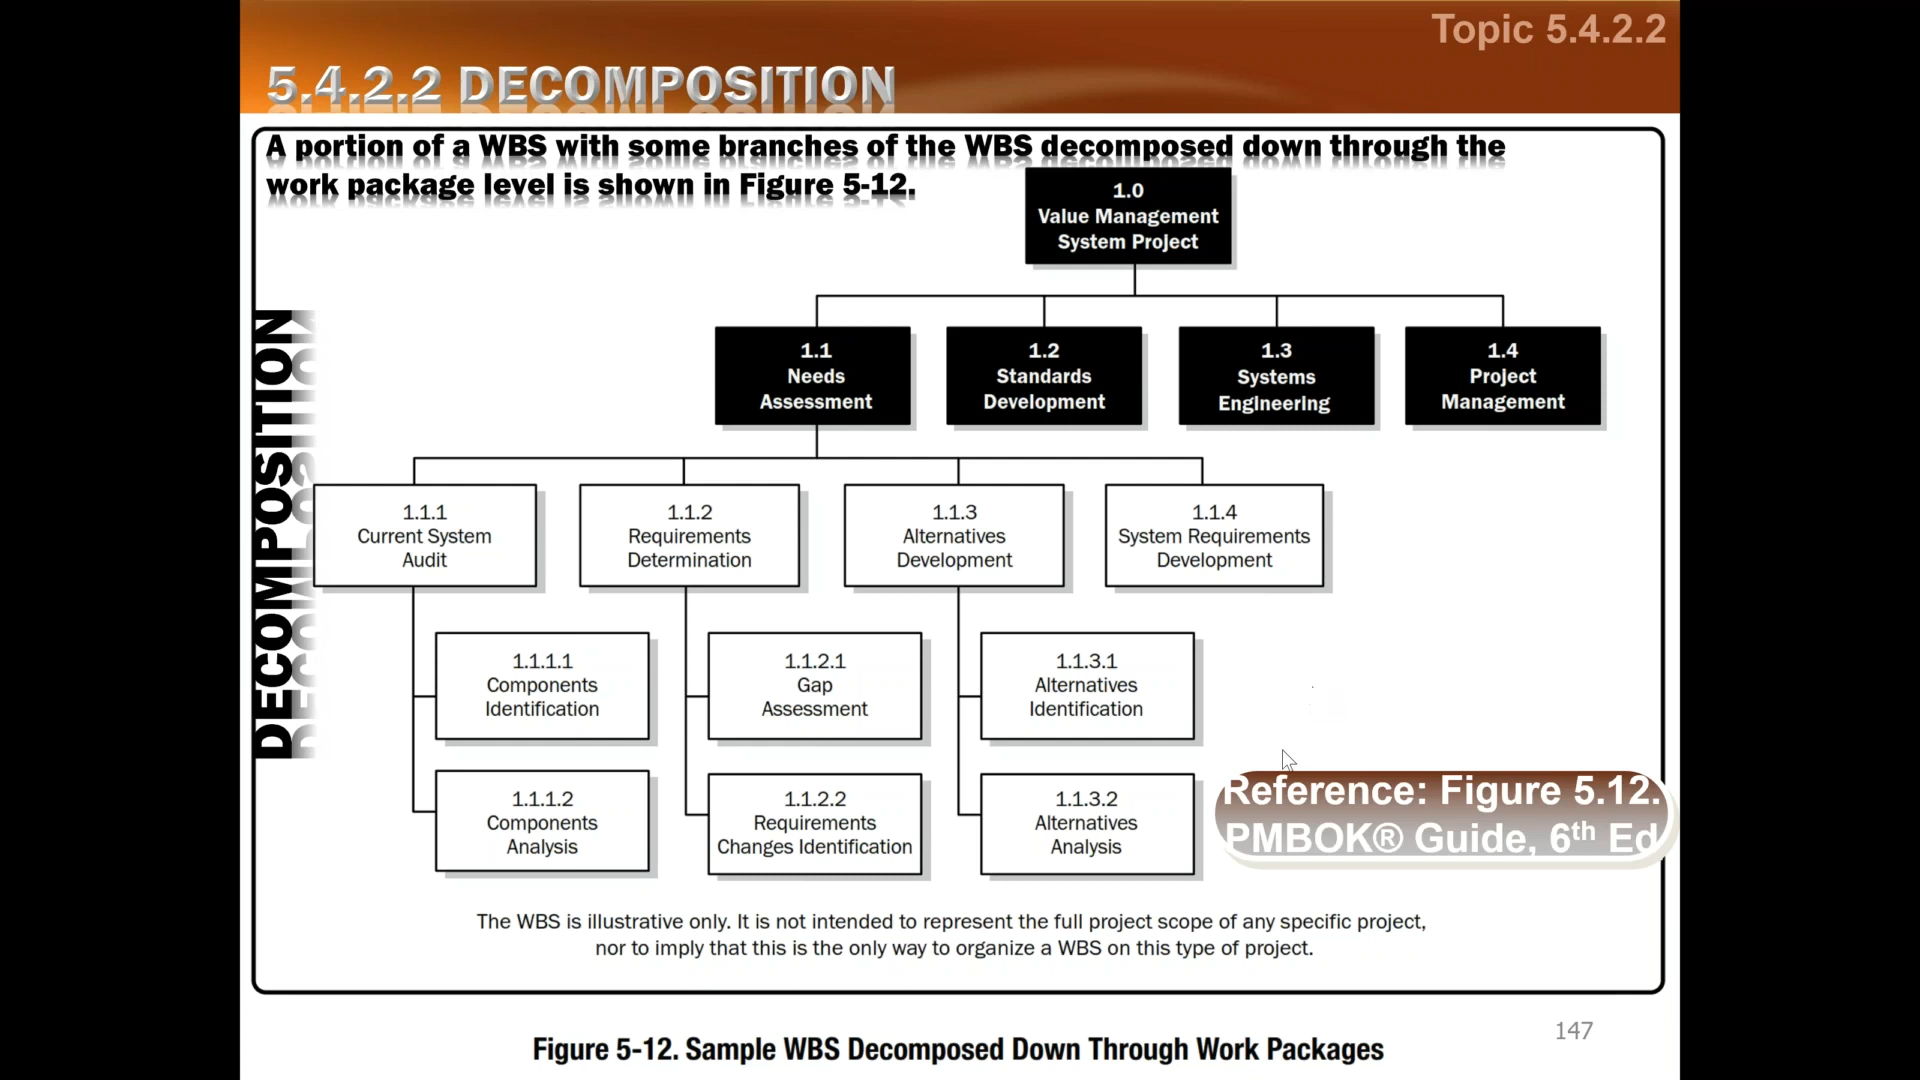 Topic 5.4.2.2
5.4.2.2 DECOMPOSITION
A portion of a WBS with some branches of the WBS decomposed down through the
work package level is shown in Figure 5-12.
DECOMPOSITION
1.0
Value Management
System Project
1.1
Needs
Assessment
1.2
Standards
Development
1.3
Systems
Engineering
1.4
Project
Management
1.1.1
Current System
Audit
1.1.2
Requirements
Determination
1.1.3
Alternatives
Development
1.1.4
System Requirements
Development
1.1.1.1
Components
Identification
1.1.2.1
Gap
Assessment
1.1.3.1
Alternatives
Identification
1.1.1.2
Components
Analysis
1.1.2.2
Requirements
Changes Identification
1.1.3.2
Alternatives
Analysis
Reference: Figure 5.12.
PMBOK® Guide, 6th Ed
The WBS is illustrative only. It is not intended to represent the full project scope of any specific project,
nor to imply that this is the only way to organize a WBS on this type of project.
147
Figure 5-12. Sample WBS Decomposed Down Through Work Packages